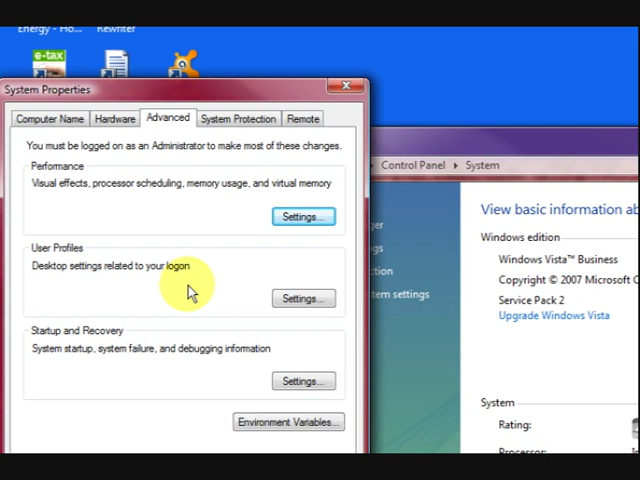 Energy - Ho...
Rewriter
e-tax
System Properties
Computer Name
Hardware
Advanced
System Protection
Remote
You must be logged on as an Administrator to make most of these changes.
Performance
Visual effects, processor scheduling, memory usage, and virtual memory
Settings...
User Profiles
Desktop settings related to your logon
Settings...
Startup and Recovery
System startup, system failure, and debugging information
Settings...
Environment Variables...
Control Panel
System
View basic information ab
Windows edition
Windows Vista™ Business
Copyright © 2007 Microsoft C
Service Pack 2
Upgrade Windows Vista
System
Rating:
Processor:
ger
gs
ction
tem settings